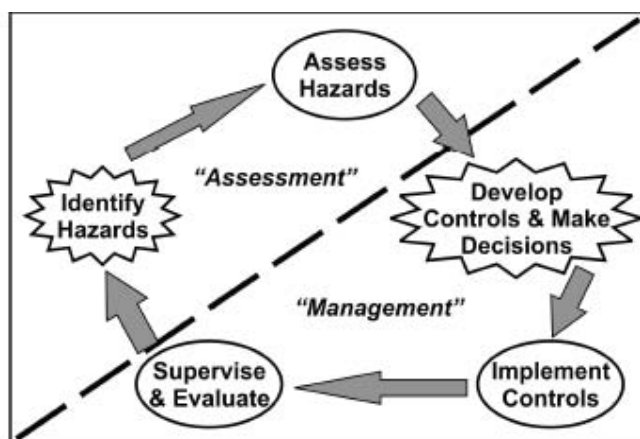 Assess
Hazards
"Assessment"
Identify
Hazards
Develop
Controls & Make
Decisions
"Management"
Supervise
& Evaluate
Implement
Controls